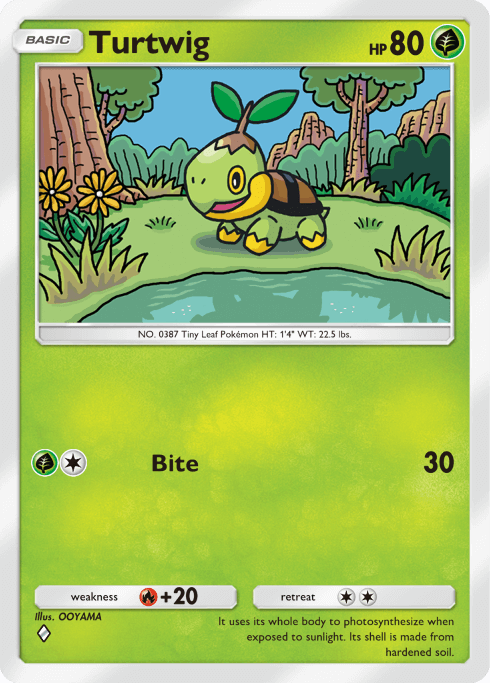 BASIC Turtwig HP 80
NO. 0387 Tiny Leaf Pokémon HT: 1'4" WT: 22.5 lbs.
Bite 30
weakness +20 retreat
Illus. OOYAMA
It uses its whole body to photosynthesize when
exposed to sunlight. Its shell is made from
hardened soil.